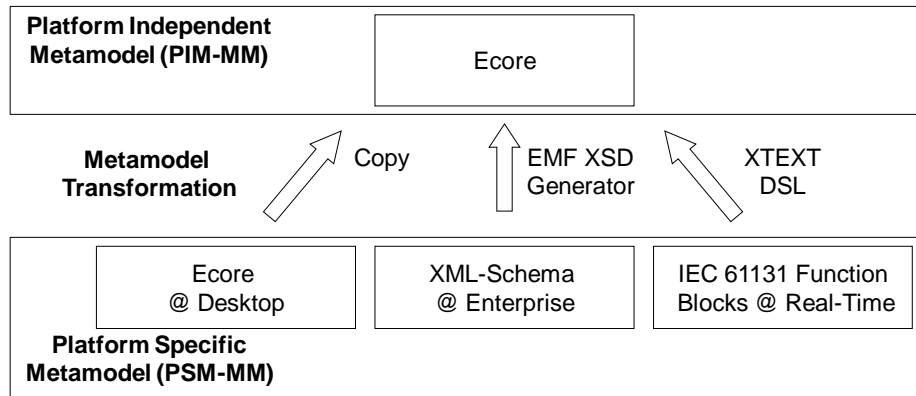 Platform Independent
Metamodel (PIM-MM)
Ecore
Metamodel
Transformation
Copy
EMF XSD
Generator
XTEXT
DSL
Ecore
@ Desktop
XML-Schema
@ Enterprise
IEC 61131 Function
Blocks @ Real-Time
Platform Specific
Metamodel (PSM-MM)